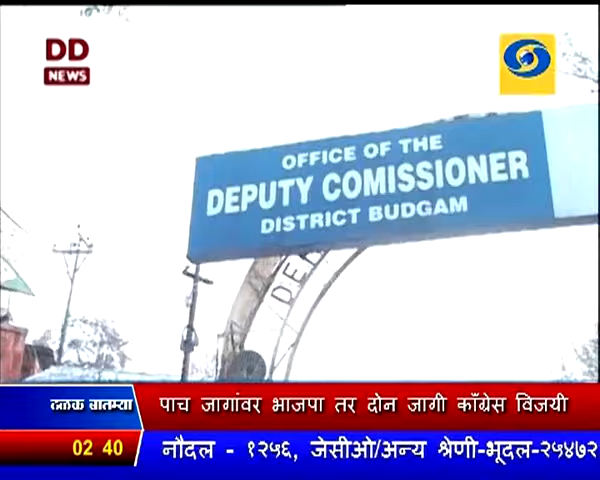 DD
NEWS
OFFICE OF THE
DEPUTY COMISSIONER
DISTRICT BUDGAM
DE
ठळक बातम्या
पाच जागांवर भाजपा तर दोन जागी काँग्रेस विजयी
02 40
नौदल - १२५६, जेसीओ/अन्य श्रेणी-भूदल-२५४७२